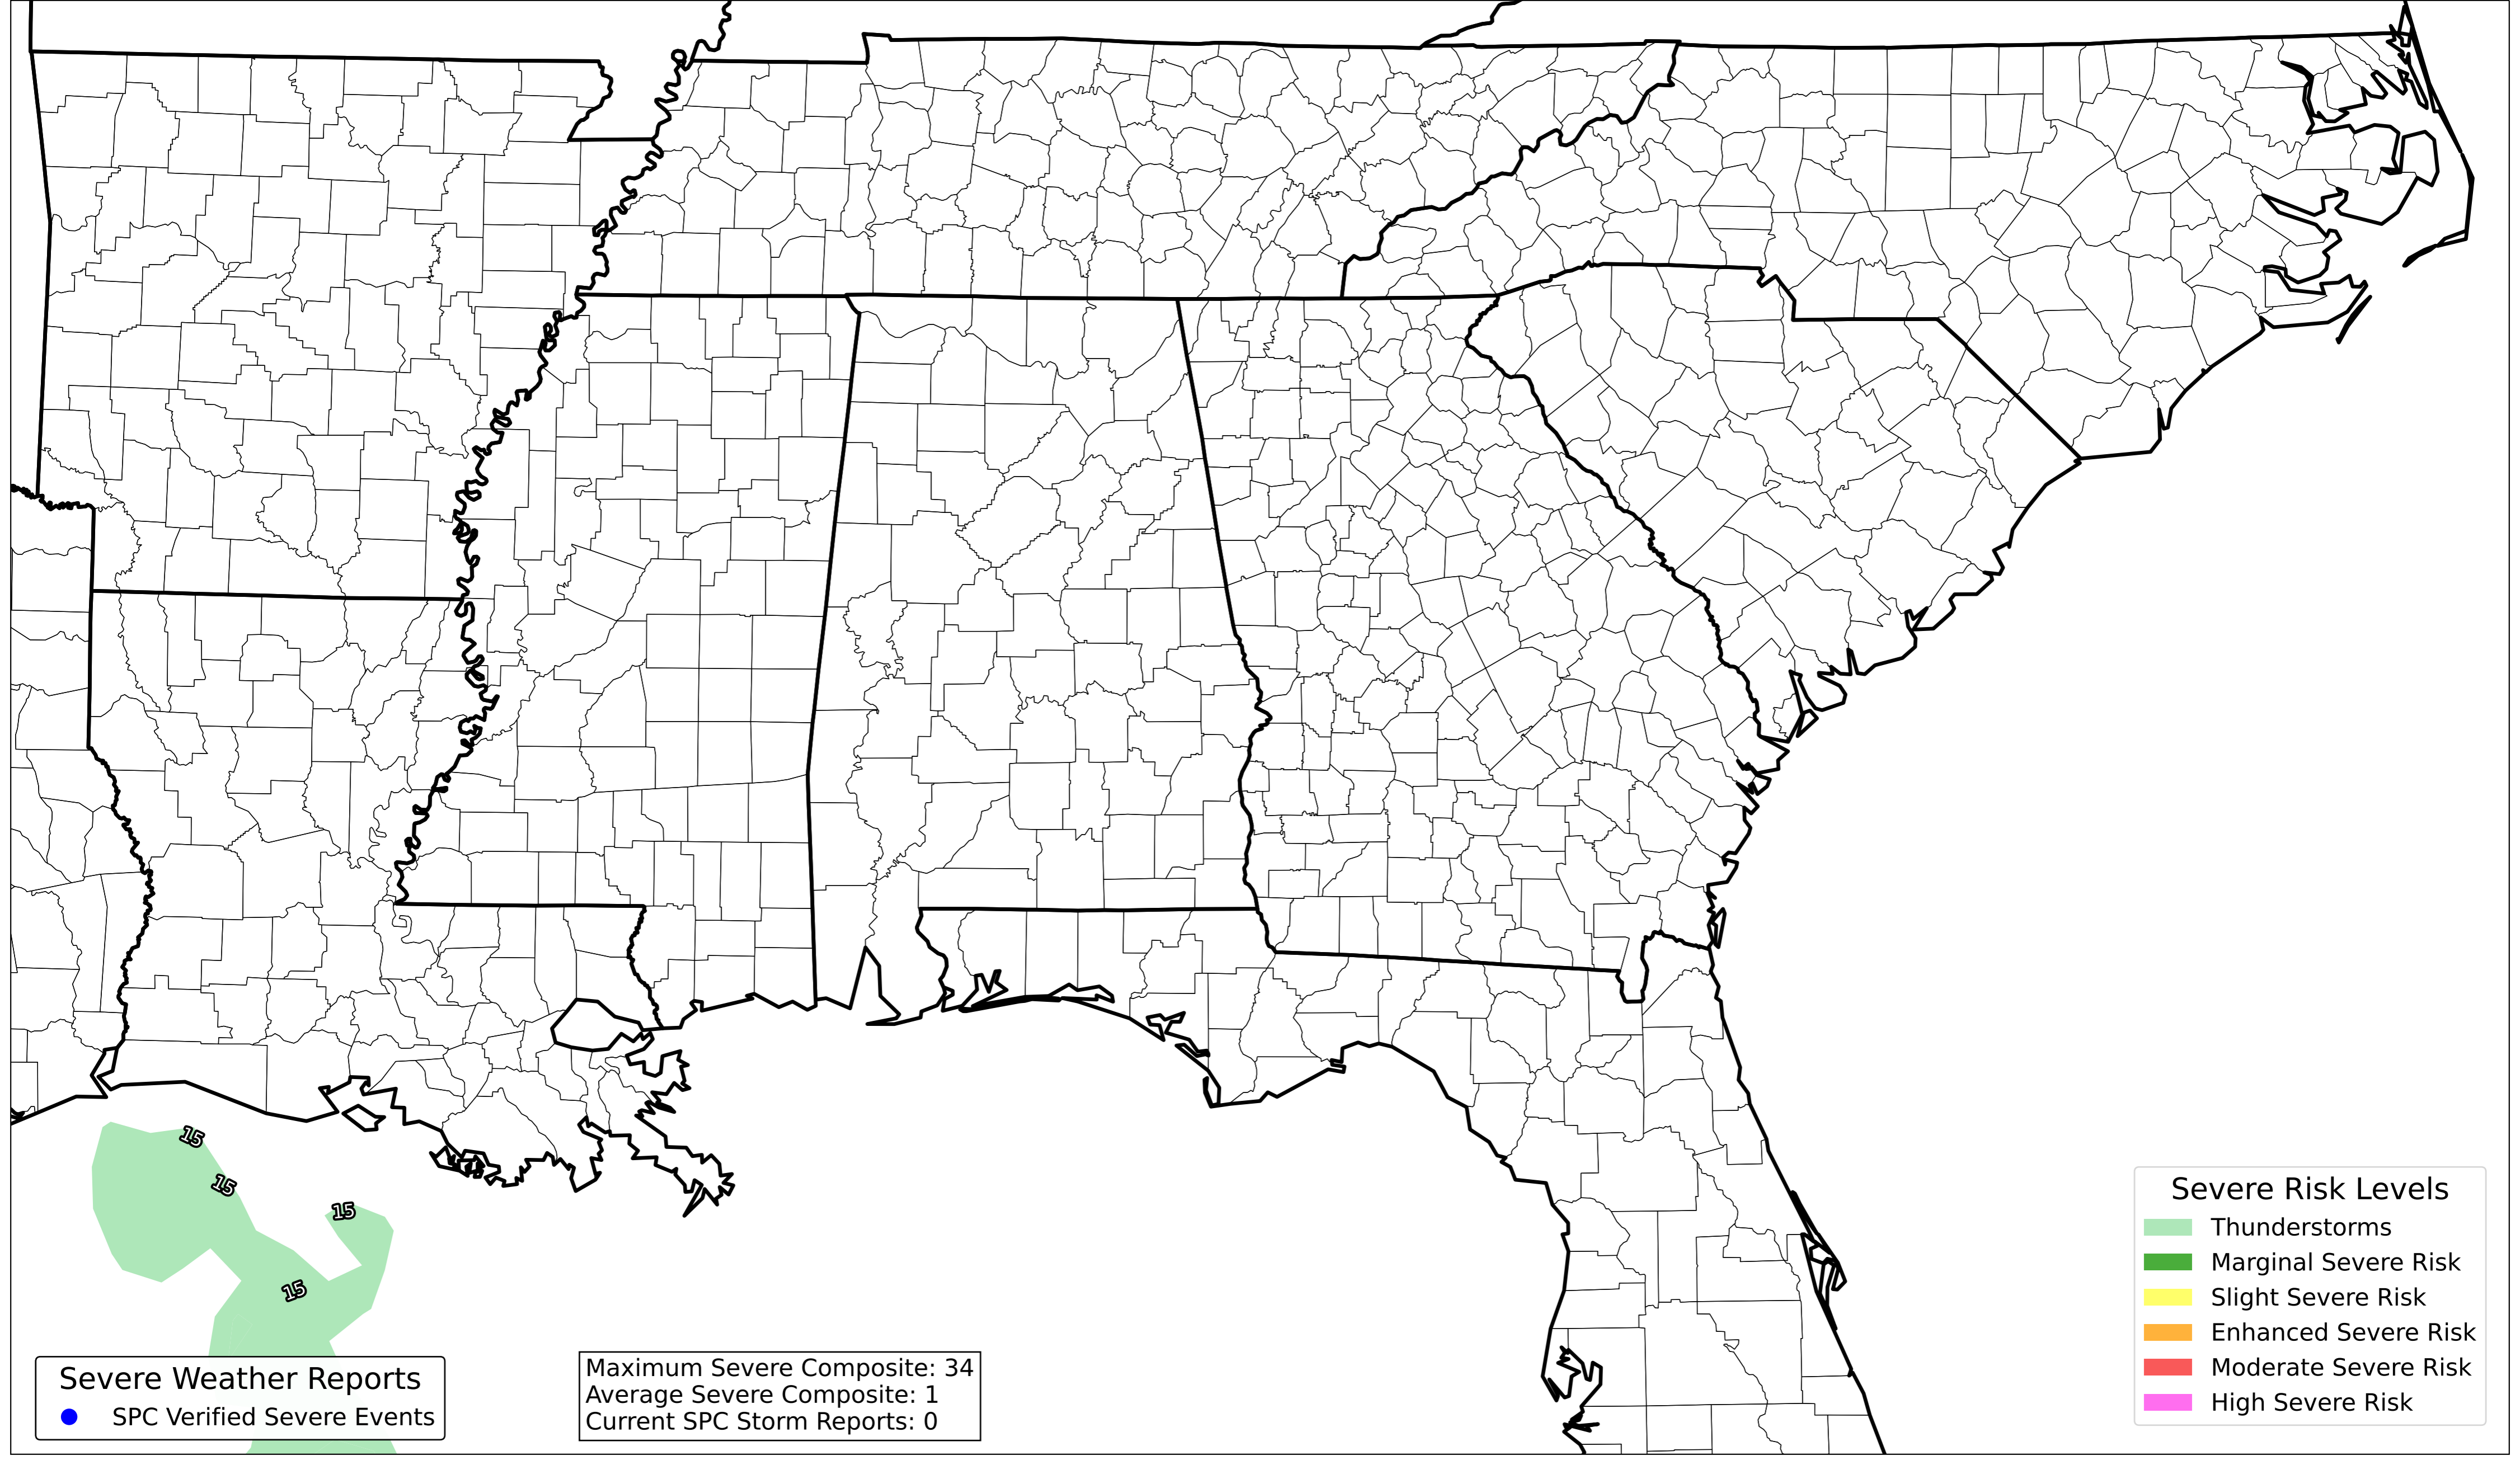 15
15
15
15
Severe Weather Reports
SPC Verified Severe Events
Maximum Severe Composite: 34
Average Severe Composite: 1
Current SPC Storm Reports: 0
Severe Risk Levels
Thunderstorms
Marginal Severe Risk
Slight Severe Risk
Enhanced Severe Risk
Moderate Severe Risk
High Severe Risk